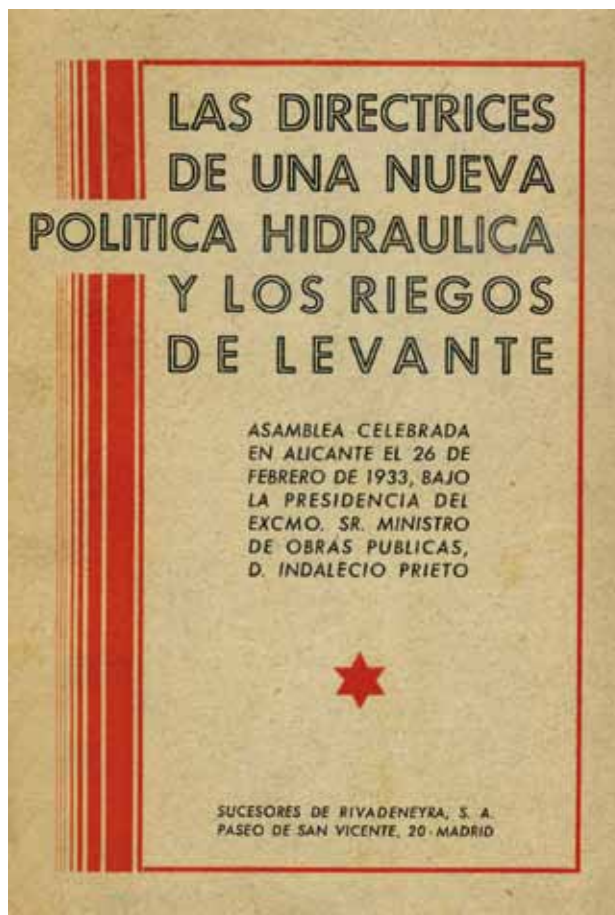 LAS DIRECTRICES
DE UNA NUEVA
POLITICA HIDRAULICA
Y LOS RIEGOS
DE LEVANTE
ASAMBLEA CELEBRADA
EN ALICANTE EL 26 DE
FEBRERO DE 1933, BAJO
LA PRESIDENCIA DEL
EXCMO. SR. MINISTRO
DE OBRAS PUBLICAS,
D. INDALECIO PRIETO
SUCESORES DE RIVADENEYRA, S. A.
PASEO DE SAN VICENTE, 20 - MADRID